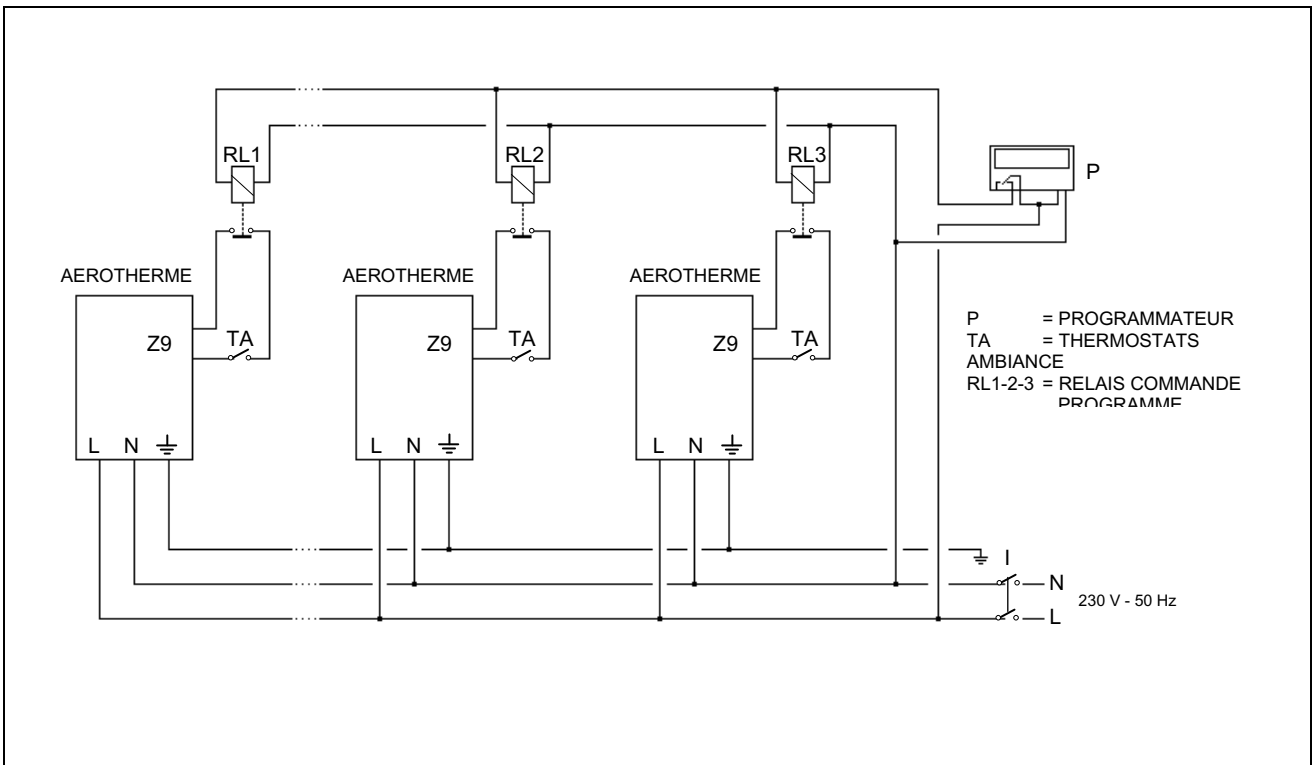 RL1 RL2 RL3
P
AEROTHERME AEROTHERME AEROTHERME
Z9 TA Z9 TA Z9 TA
P = PROGRAMMATEUR
TA = THERMOSTATS
AMBIANCE
RL1-2-3 = RELAIS COMMANDE
PROGRAMME
L N L N L N
I
N
230 V - 50 Hz
L